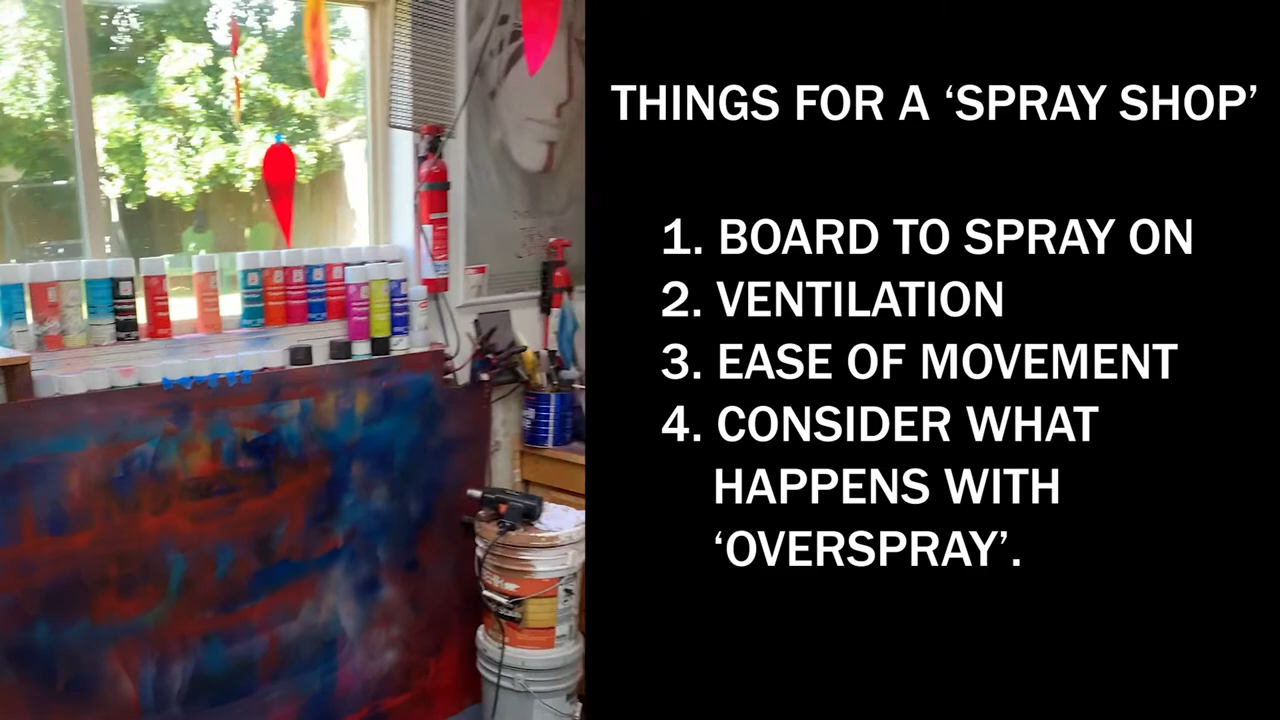 THINGS FOR A ‘SPRAY SHOP’
1. BOARD TO SPRAY ON
2. VENTILATION
3. EASE OF MOVEMENT
4. CONSIDER WHAT
HAPPENS WITH
‘OVERSPRAY’.